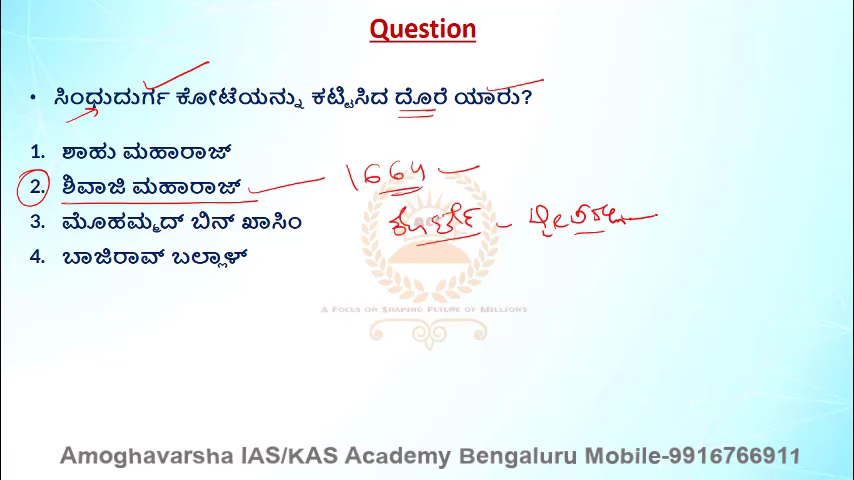 Question
• ಸಿಂಧುದುರ್ಗ ಕೋಟೆಯನ್ನು ಕಟ್ಟಿಸಿದ ದೊರೆ ಯಾರು?
1. ಶಾಹು ಮಹಾರಾಜ್
2. ಶಿವಾಜಿ ಮಹಾರಾಜ್
1664
3. ಮೊಹಮ್ಮದ್ ಬಿನ್ ಖಾಸಿಂ
4. ಬಾಜಿರಾವ್ ಬಲ್ಲಾಳ್
A Focus on Shaping Future of Millions
Amoghavarsha IAS/KAS Academy Bengaluru Mobile-9916766911